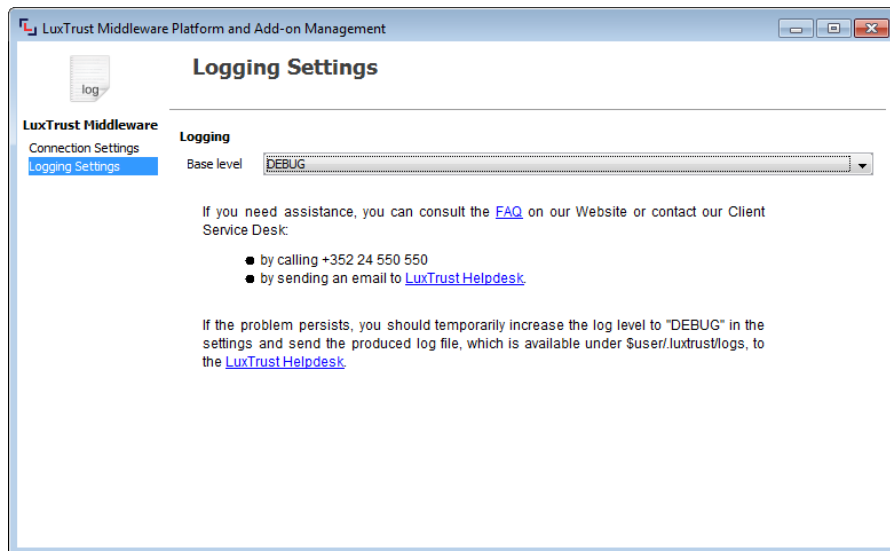 LuxTrust Middleware Platform and Add-on Management
log
Logging Settings
LuxTrust Middleware
Connection Settings
Logging Settings
Logging
Base level DEBUG
If you need assistance, you can consult the FAQ on our Website or contact our Client
Service Desk:
● by calling +352 24 550 550
● by sending an email to LuxTrust Helpdesk.
If the problem persists, you should temporarily increase the log level to "DEBUG" in the
settings and send the produced log file, which is available under $user/.luxtrust/logs, to
the LuxTrust Helpdesk.